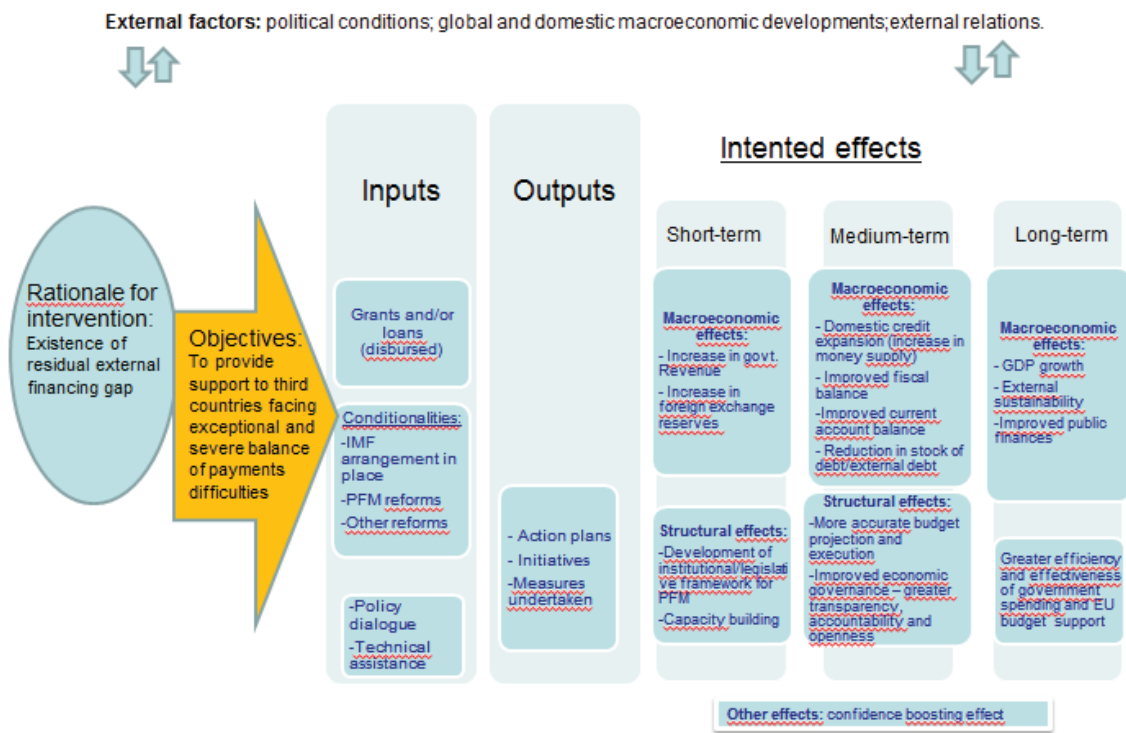 External factors: political conditions; global and domestic macroeconomic developments;external relations.
Rationale for
intervention:
Existence of
residual external
financing gap
Objectives:
To provide
support to third
countries facing
exceptional and
severe balance
of payments
difficulties
Inputs
Grants and/or
loans
(disbursed)
Conditionalities:
-IMF
arrangement in
place
-PFM reforms
-Other reforms
-Policy
dialogue
-Technical
assistance
Outputs
- Action plans
- Initiatives
-Measures
undertaken
Intented effects
Short-term
Macroeconomic
effects:
- Increase in govt.
Revenue
- Increase in
foreign exchange
reserves
Structural effects:
-Development of
institutional/legislati
ve framework for
PFM
-Capacity building
Medium-term
Macroeconomic
effects:
- Domestic credit
expansion (increase in
money supply)
- Improved fiscal
balance
-Improved current
account balance
- Reduction in stock of
debt/external debt
Structural effects:
-More accurate budget
projection and
execution
-Improved economic
governance – greater
transparency,
accountability and
openness
Long-term
Macroeconomic
effects:
- GDP growth
- External
sustainability
-Improved public
finances
Greater efficiency
and effectiveness
of government
spending and EU
budget support
Other effects: confidence boosting effect